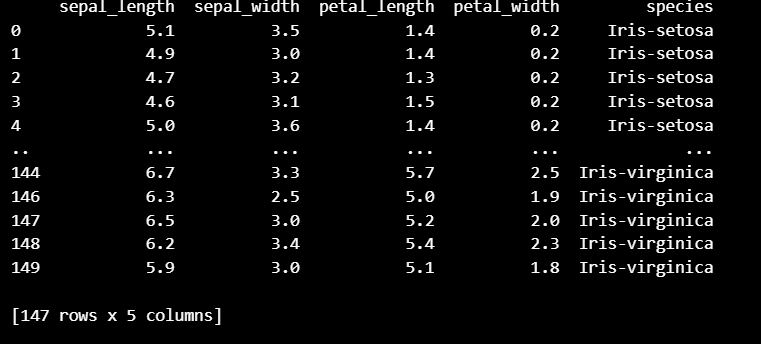 sepal_length sepal_width petal_length petal_width species
0 5.1 3.5 1.4 0.2 Iris-setosa
1 4.9 3.0 1.4 0.2 Iris-setosa
2 4.7 3.2 1.3 0.2 Iris-setosa
3 4.6 3.1 1.5 0.2 Iris-setosa
4 5.0 3.6 1.4 0.2 Iris-setosa
.. ... ... ... ... ...
144 6.7 3.3 5.7 2.5 Iris-virginica
146 6.3 2.5 5.0 1.9 Iris-virginica
147 6.5 3.0 5.2 2.0 Iris-virginica
148 6.2 3.4 5.4 2.3 Iris-virginica
149 5.9 3.0 5.1 1.8 Iris-virginica
[147 rows x 5 columns]